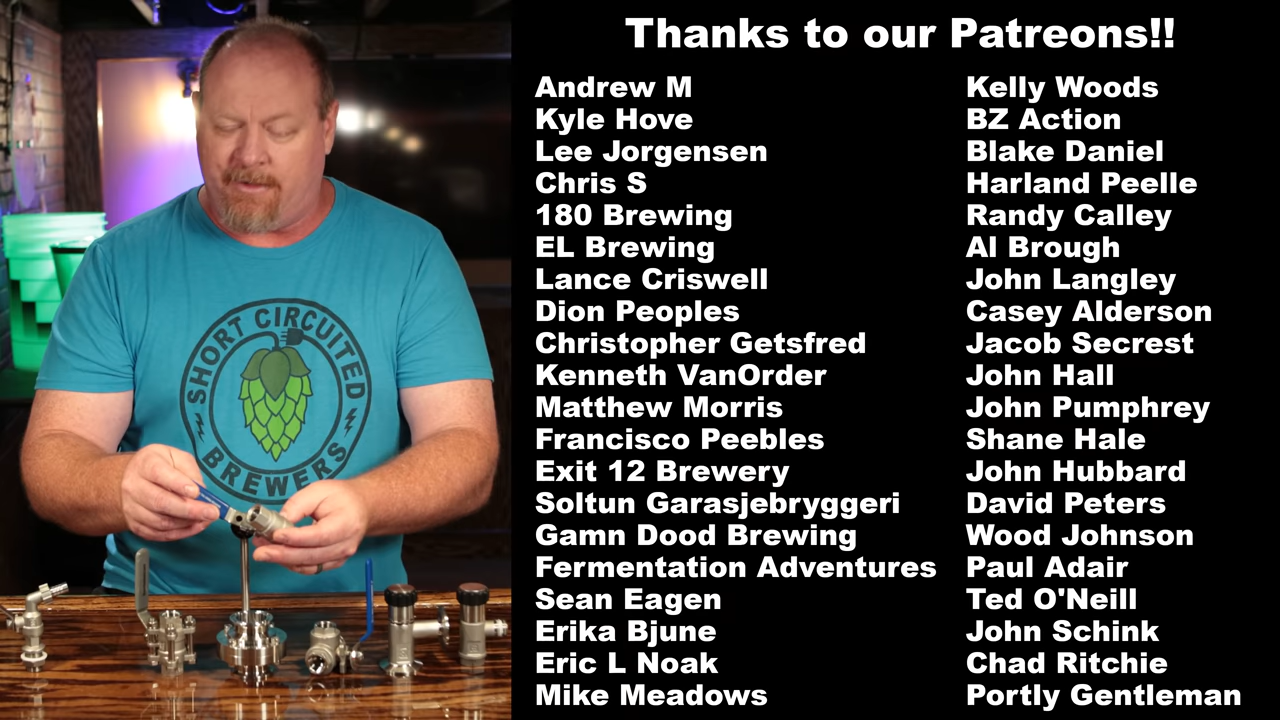 SHORT CIRCUITED
BREWERS
Thanks to our Patreons!!
Andrew M
Kyle Hove
Lee Jorgensen
Chris S
180 Brewing
EL Brewing
Lance Criswell
Dion Peoples
Christopher Getsfred
Kenneth VanOrder
Matthew Morris
Francisco Peebles
Exit 12 Brewery
Soltun Garasjebryggeri
Gamn Dood Brewing
Fermentation Adventures
Sean Eagen
Erika Bjune
Eric L Noak
Mike Meadows
Kelly Woods
BZ Action
Blake Daniel
Harland Peelle
Randy Calley
Al Brough
John Langley
Casey Alderson
Jacob Secrest
John Hall
John Pumphrey
Shane Hale
John Hubbard
David Peters
Wood Johnson
Paul Adair
Ted O'Neill
John Schink
Chad Ritchie
Portly Gentleman